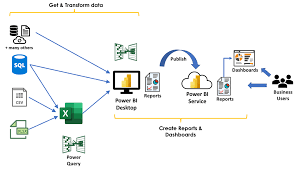 Get & Transform data
+ many others
SQL
CSV
Power
Query
Power BI
Desktop
Reports
Publish
Power BI
Service
Dashboards
Reports
Business
Users
Create Reports &
Dashboards